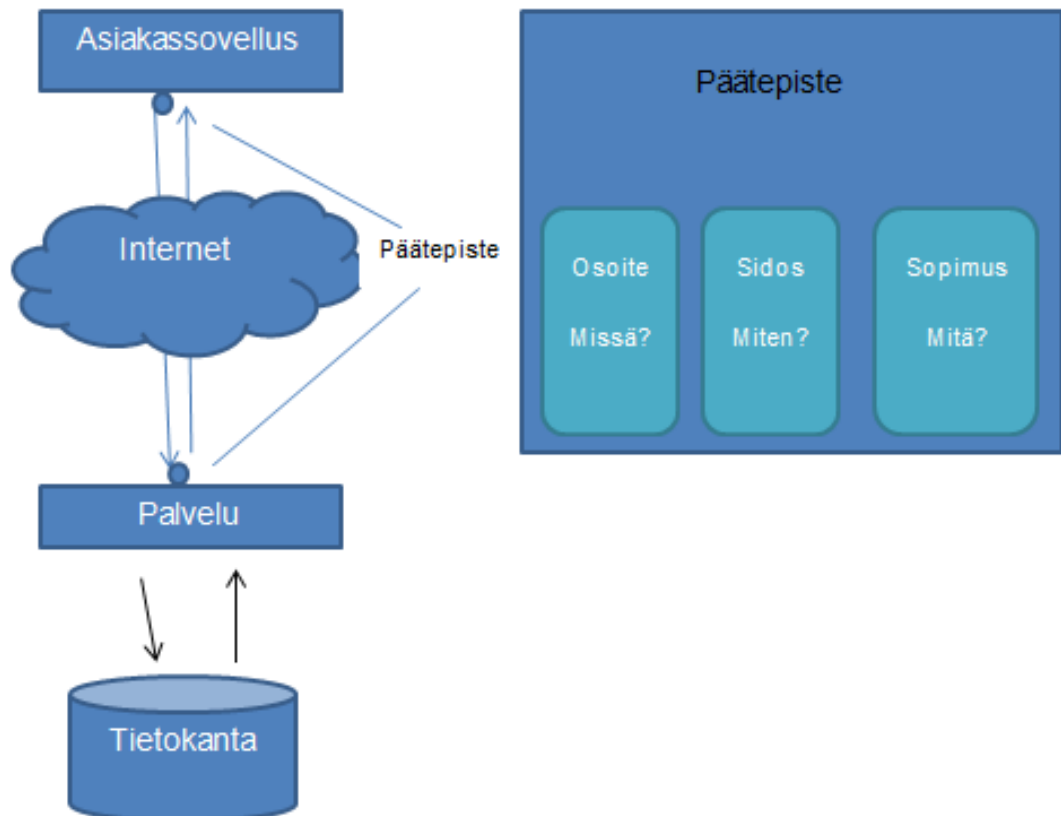 Asiakassovellus
Internet
Päätepiste
Palvelu
Tietokanta
Päätepiste
Osoite
Missä?
Sidos
Miten?
Sopimus
Mitä?